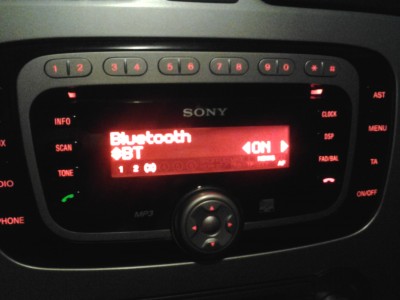 1 2 3 4 5 6 7 8 9 0 * #
SONY
AST
INFO
CLOCK
Bluetooth
MENU
SCAN
BT ON
DSP
TA
TONE
1 2
AF
FAD/BAL
ON/OFF
PHONE
MP3